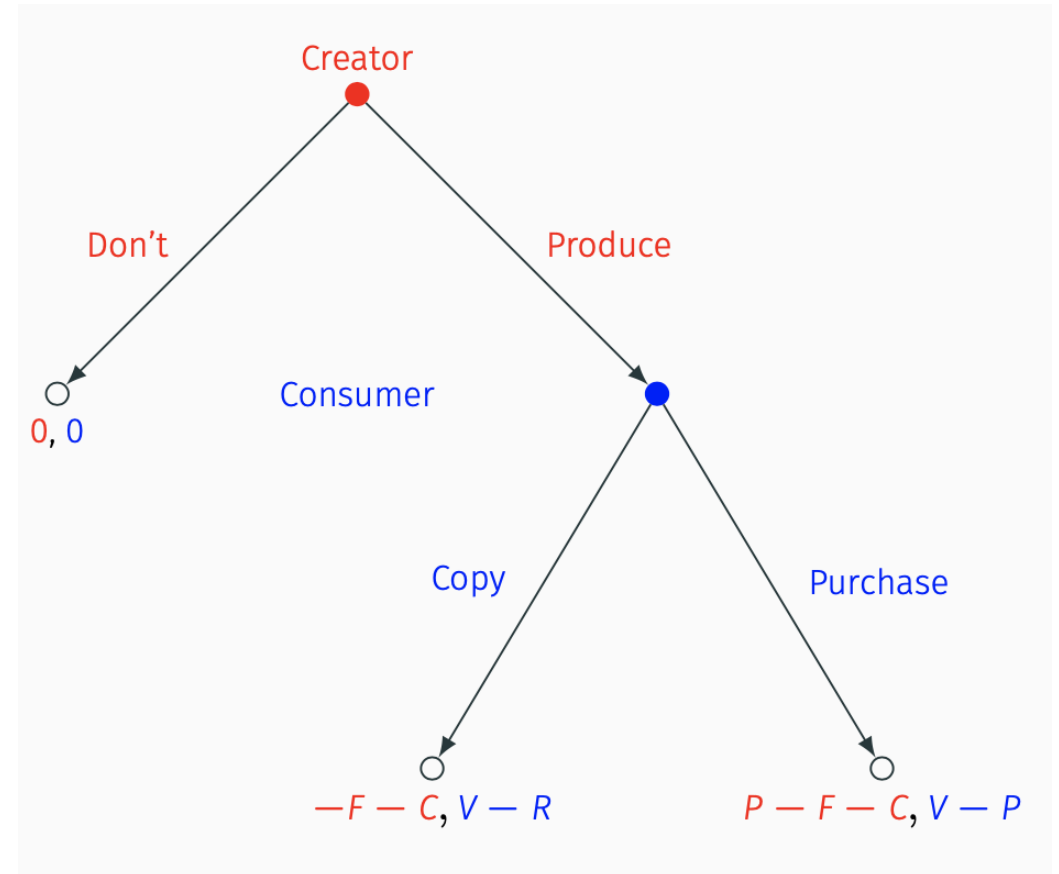 Creator
Don’t
Produce
Consumer
0, 0
Copy
Purchase
—F — C, V — R
P — F — C, V — P